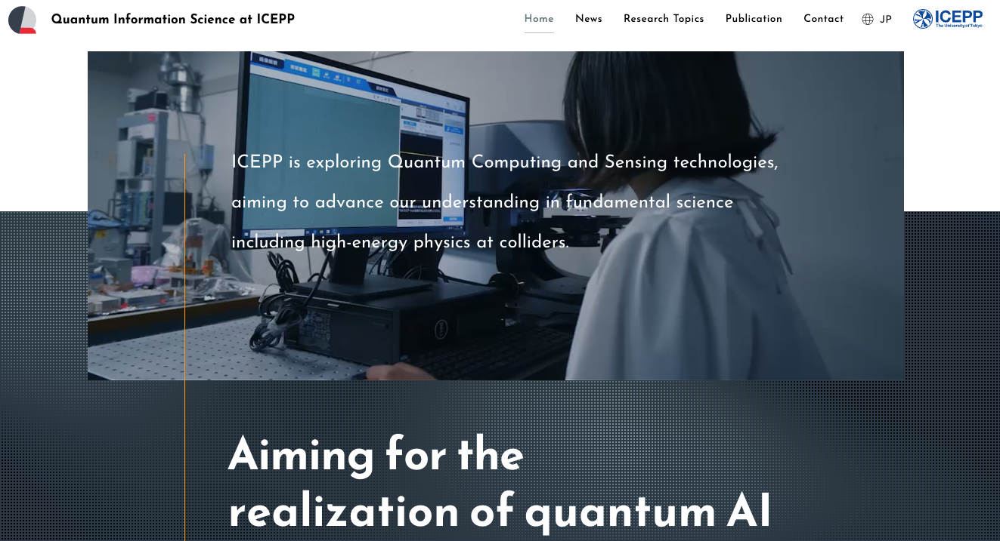 Quantum Information Science at ICEPP
Home
News
Research Topics
Publication
Contact
JP
ICEPP
The University of Tokyo
ICEPP is exploring Quantum Computing and Sensing technologies,
aiming to advance our understanding in fundamental science
including high-energy physics at colliders.
Aiming for the
realization of quantum AI